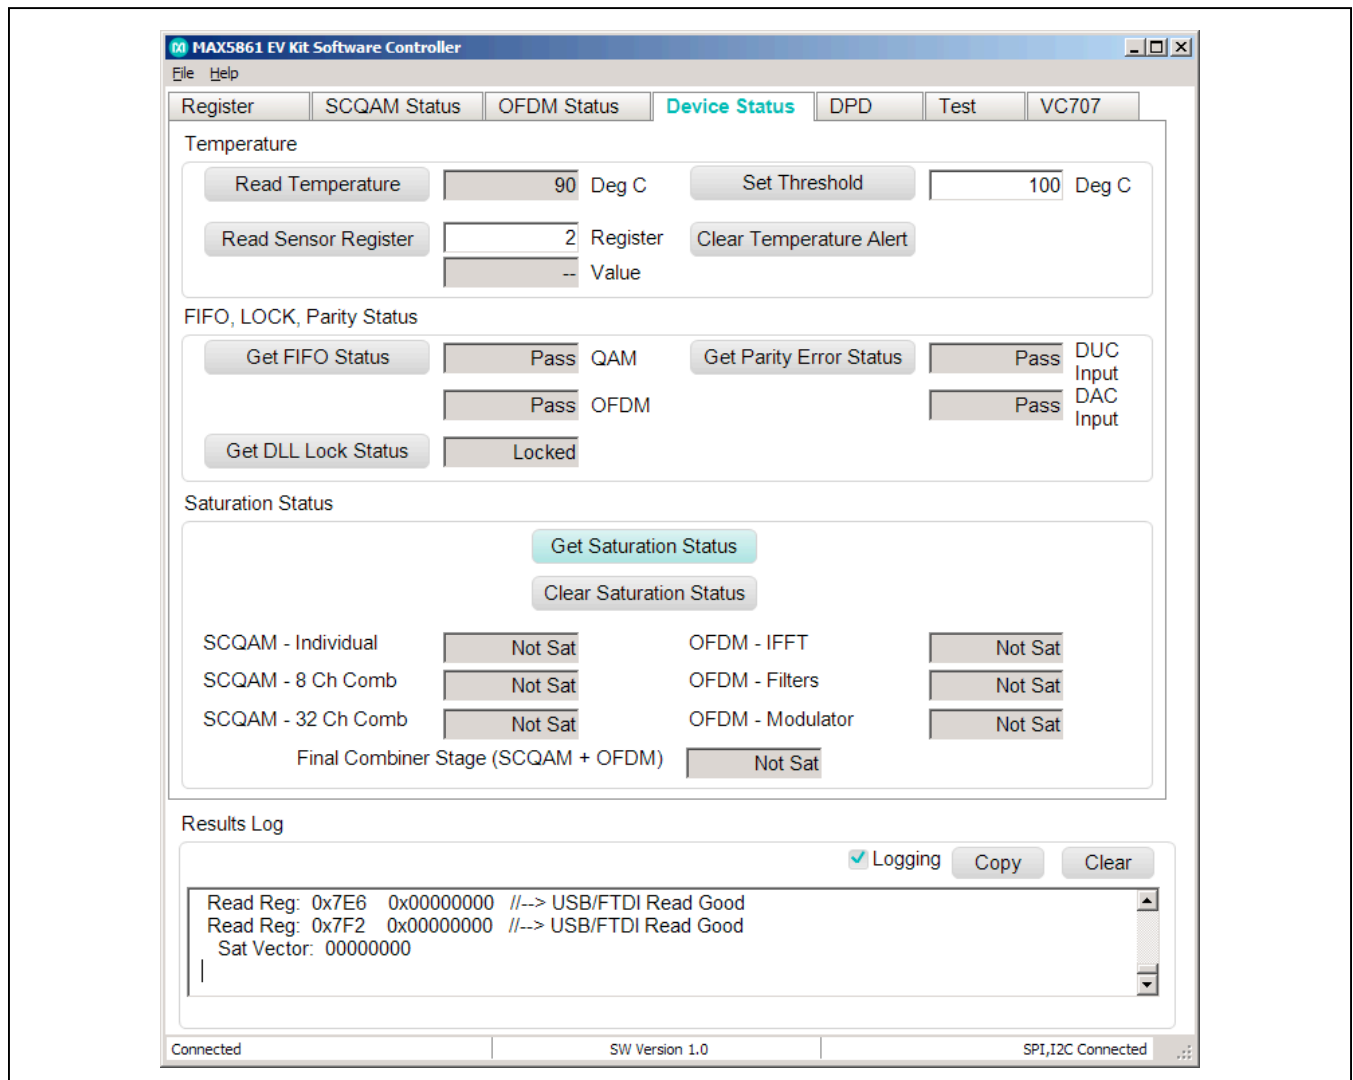 MAX5861 EV Kit Software Controller
File Help
Register SCQAM Status OFDM Status Device Status DPD Test VC707
Temperature
Read Temperature 90 Deg C Set Threshold 100 Deg C
Read Sensor Register 2 Register Clear Temperature Alert
-- Value
FIFO, LOCK, Parity Status
Get FIFO Status Pass QAM Get Parity Error Status Pass DUC Input
Pass OFDM Pass DAC Input
Get DLL Lock Status Locked
Saturation Status
Get Saturation Status
Clear Saturation Status
SCQAM - Individual Not Sat OFDM - IFFT Not Sat
SCQAM - 8 Ch Comb Not Sat OFDM - Filters Not Sat
SCQAM - 32 Ch Comb Not Sat OFDM - Modulator Not Sat
Final Combiner Stage (SCQAM + OFDM) Not Sat
Results Log
Logging Copy Clear
Read Reg: 0x7E6 0x00000000 //--> USB/FTDI Read Good
Read Reg: 0x7F2 0x00000000 //--> USB/FTDI Read Good
Sat Vector: 00000000
Connected SW Version 1.0 SPI,I2C Connected